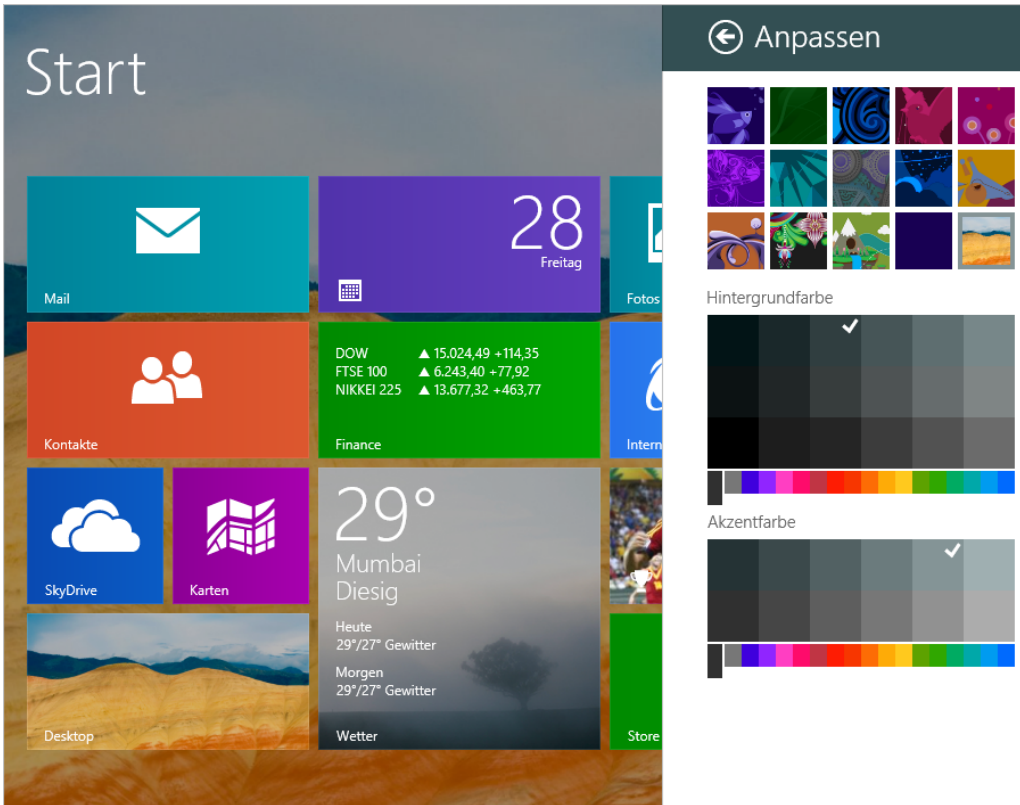 Start
Anpassen
Mail
28
Freitag
Fotos
Kontakte
DOW ▲ 15.024,49 +114,35
FTSE 100 ▲ 6.243,40 +77,92
NIKKEI 225 ▲ 13.677,32 +463,77
Finance
Intern
SkyDrive
Karten
29°
Mumbai
Diesig
Heute
29°/27° Gewitter
Morgen
29°/27° Gewitter
Wetter
Desktop
Store
Hintergrundfarbe
Akzentfarbe